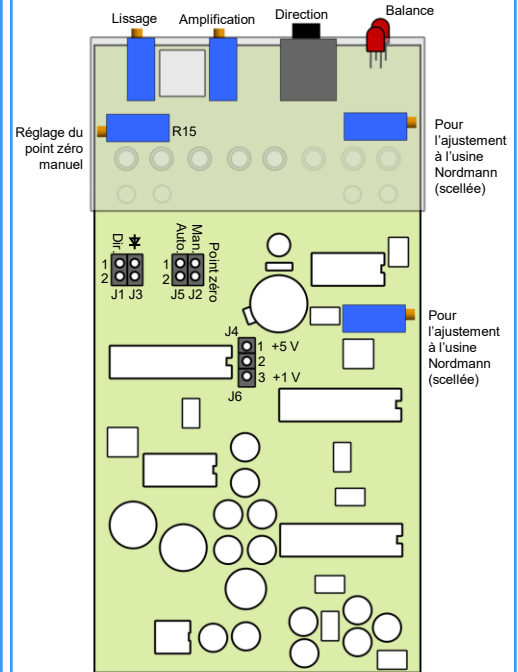 Lissage
Amplification
Direction
Balance
Réglage du
point zéro
manuel
R15
Pour
l’ajustement
à l’usine
Nordmann
(scellée)
Dir.
Auto.
Man.
Point zéro
1
2
1
2
J1 J3
J5 J2
J4
1 +5 V
2
3 +1 V
J6
Pour
l’ajustement
à l’usine
Nordmann
(scellée)